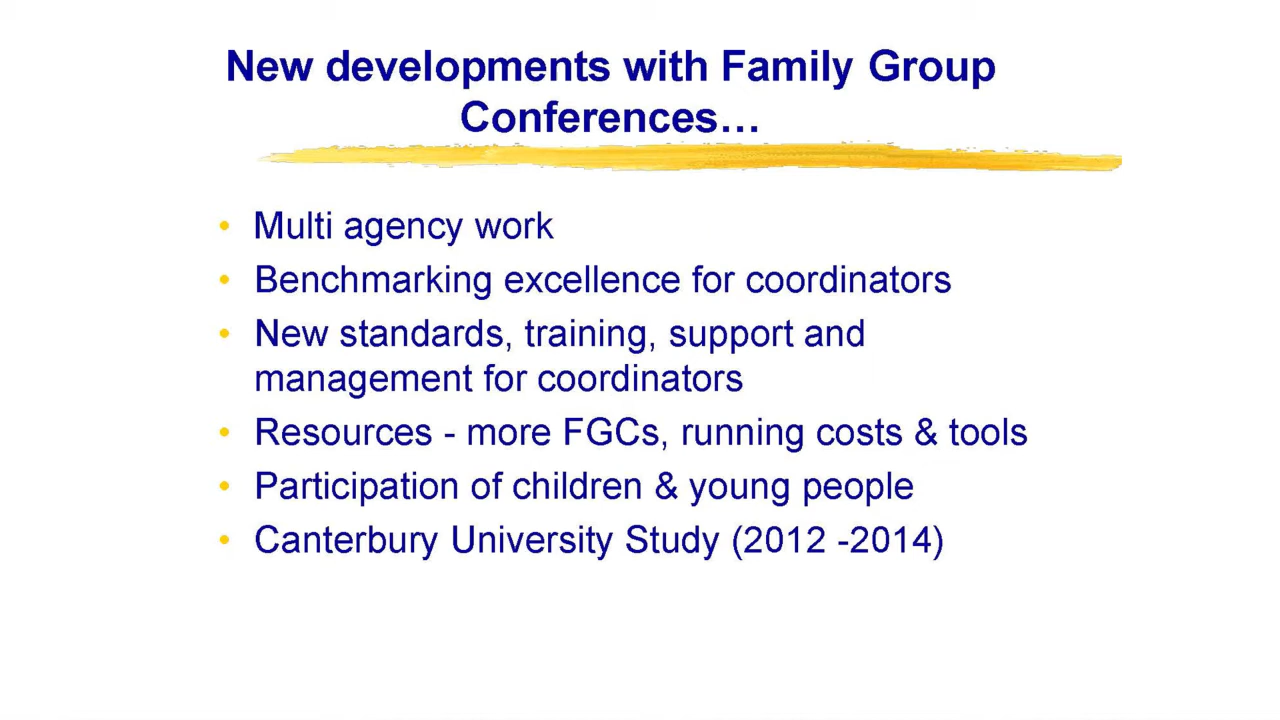 New developments with Family Group
Conferences…
• Multi agency work
• Benchmarking excellence for coordinators
• New standards, training, support and
management for coordinators
• Resources - more FGCs, running costs & tools
• Participation of children & young people
• Canterbury University Study (2012 -2014)